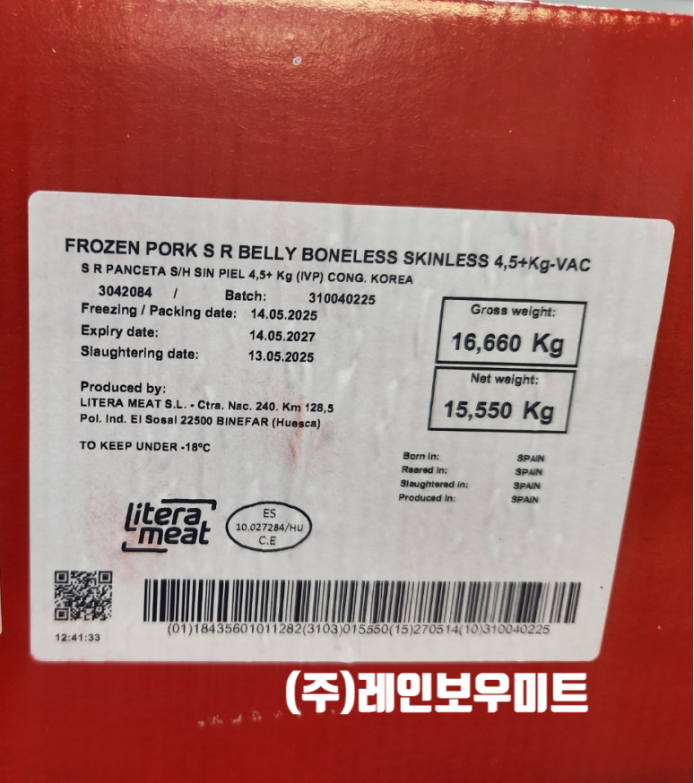 FROZEN PORK S R BELLY BONELESS SKINLESS 4,5+Kg-VAC
S R PANCETA S/H SIN PIEL 4,5+ Kg (IVP) CONG. KOREA
3042084 / Batch: 310040225
Freezing / Packing date: 14.05.2025
Expiry date: 14.05.2027
Slaughtering date: 13.05.2025
Gross weight:
16,660 Kg
Net weight:
15,550 Kg
Produced by:
LITERA MEAT S.L. - Ctra. Nac. 240. Km 128,5
Pol. Ind. El Sosal 22500 BINEFAR (Huesca)
TO KEEP UNDER -18ºC
Born in: SPAIN
Reared in: SPAIN
Slaughtered in: SPAIN
Produced in: SPAIN
litera
meat
ES
10.027284/HU
C.E
12:41:33
(01)18435601011282(3103)015550(15)270514(10)310040225
(주)레인보우미트